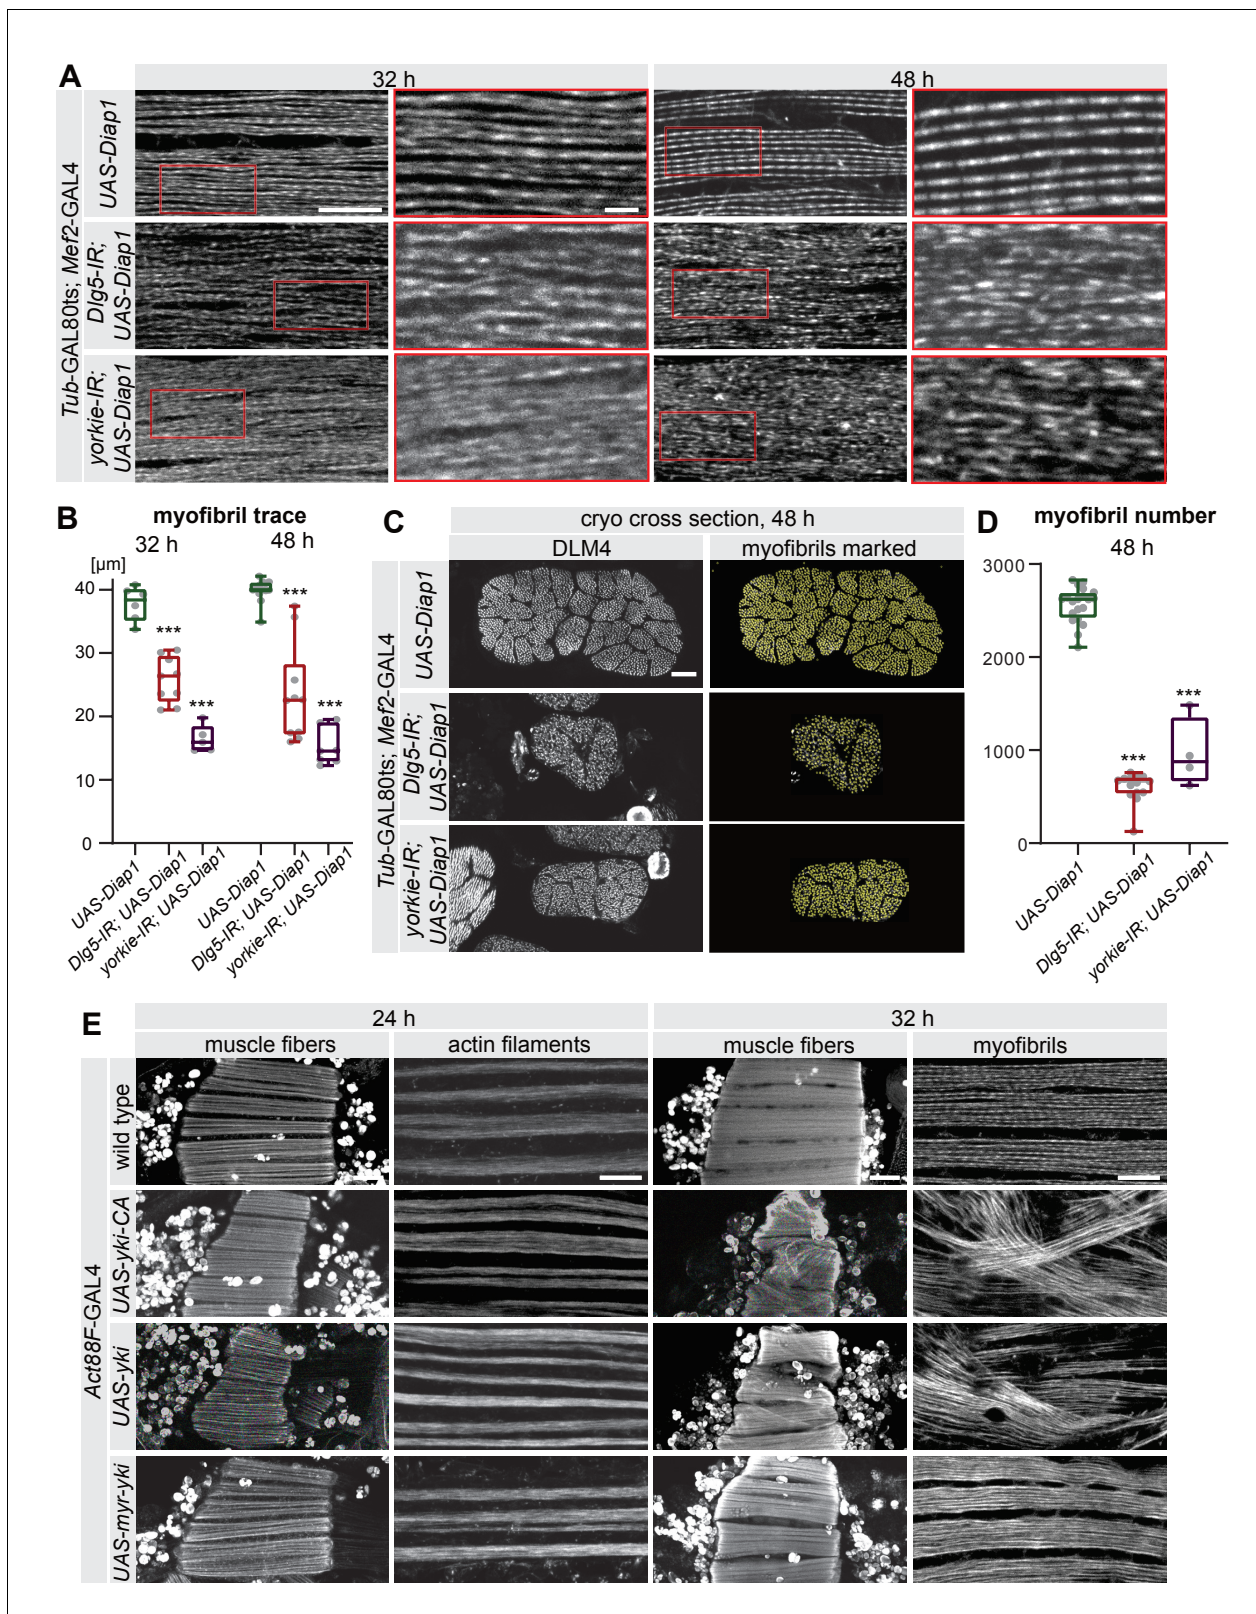 A
32 h
48 h
Tub-GAL80ts; Mef2-GAL4
UAS-Diap1
Dlg5-IR;
UAS-Diap1
yorkie-IR;
UAS-Diap1
B
myofibril trace
32 h
48 h
[µm]
40
30
20
10
0
***
***
***
***
UAS-Diap1
Dlg5-IR; UAS-Diap1
yorkie-IR; UAS-Diap1
UAS-Diap1
Dlg5-IR; UAS-Diap1
yorkie-IR; UAS-Diap1
C
cryo cross section, 48 h
DLM4
myofibrils marked
Tub-GAL80ts; Mef2-GAL4
UAS-Diap1
Dlg5-IR;
UAS-Diap1
yorkie-IR;
UAS-Diap1
D
myofibril number
48 h
3000
2000
1000
0
***
***
UAS-Diap1
Dlg5-IR; UAS-Diap1
yorkie-IR; UAS-Diap1
E
24 h
32 h
muscle fibers
actin filaments
muscle fibers
myofibrils
Act88F-GAL4
wild type
UAS-yki-CA
UAS-yki
UAS-myr-yki